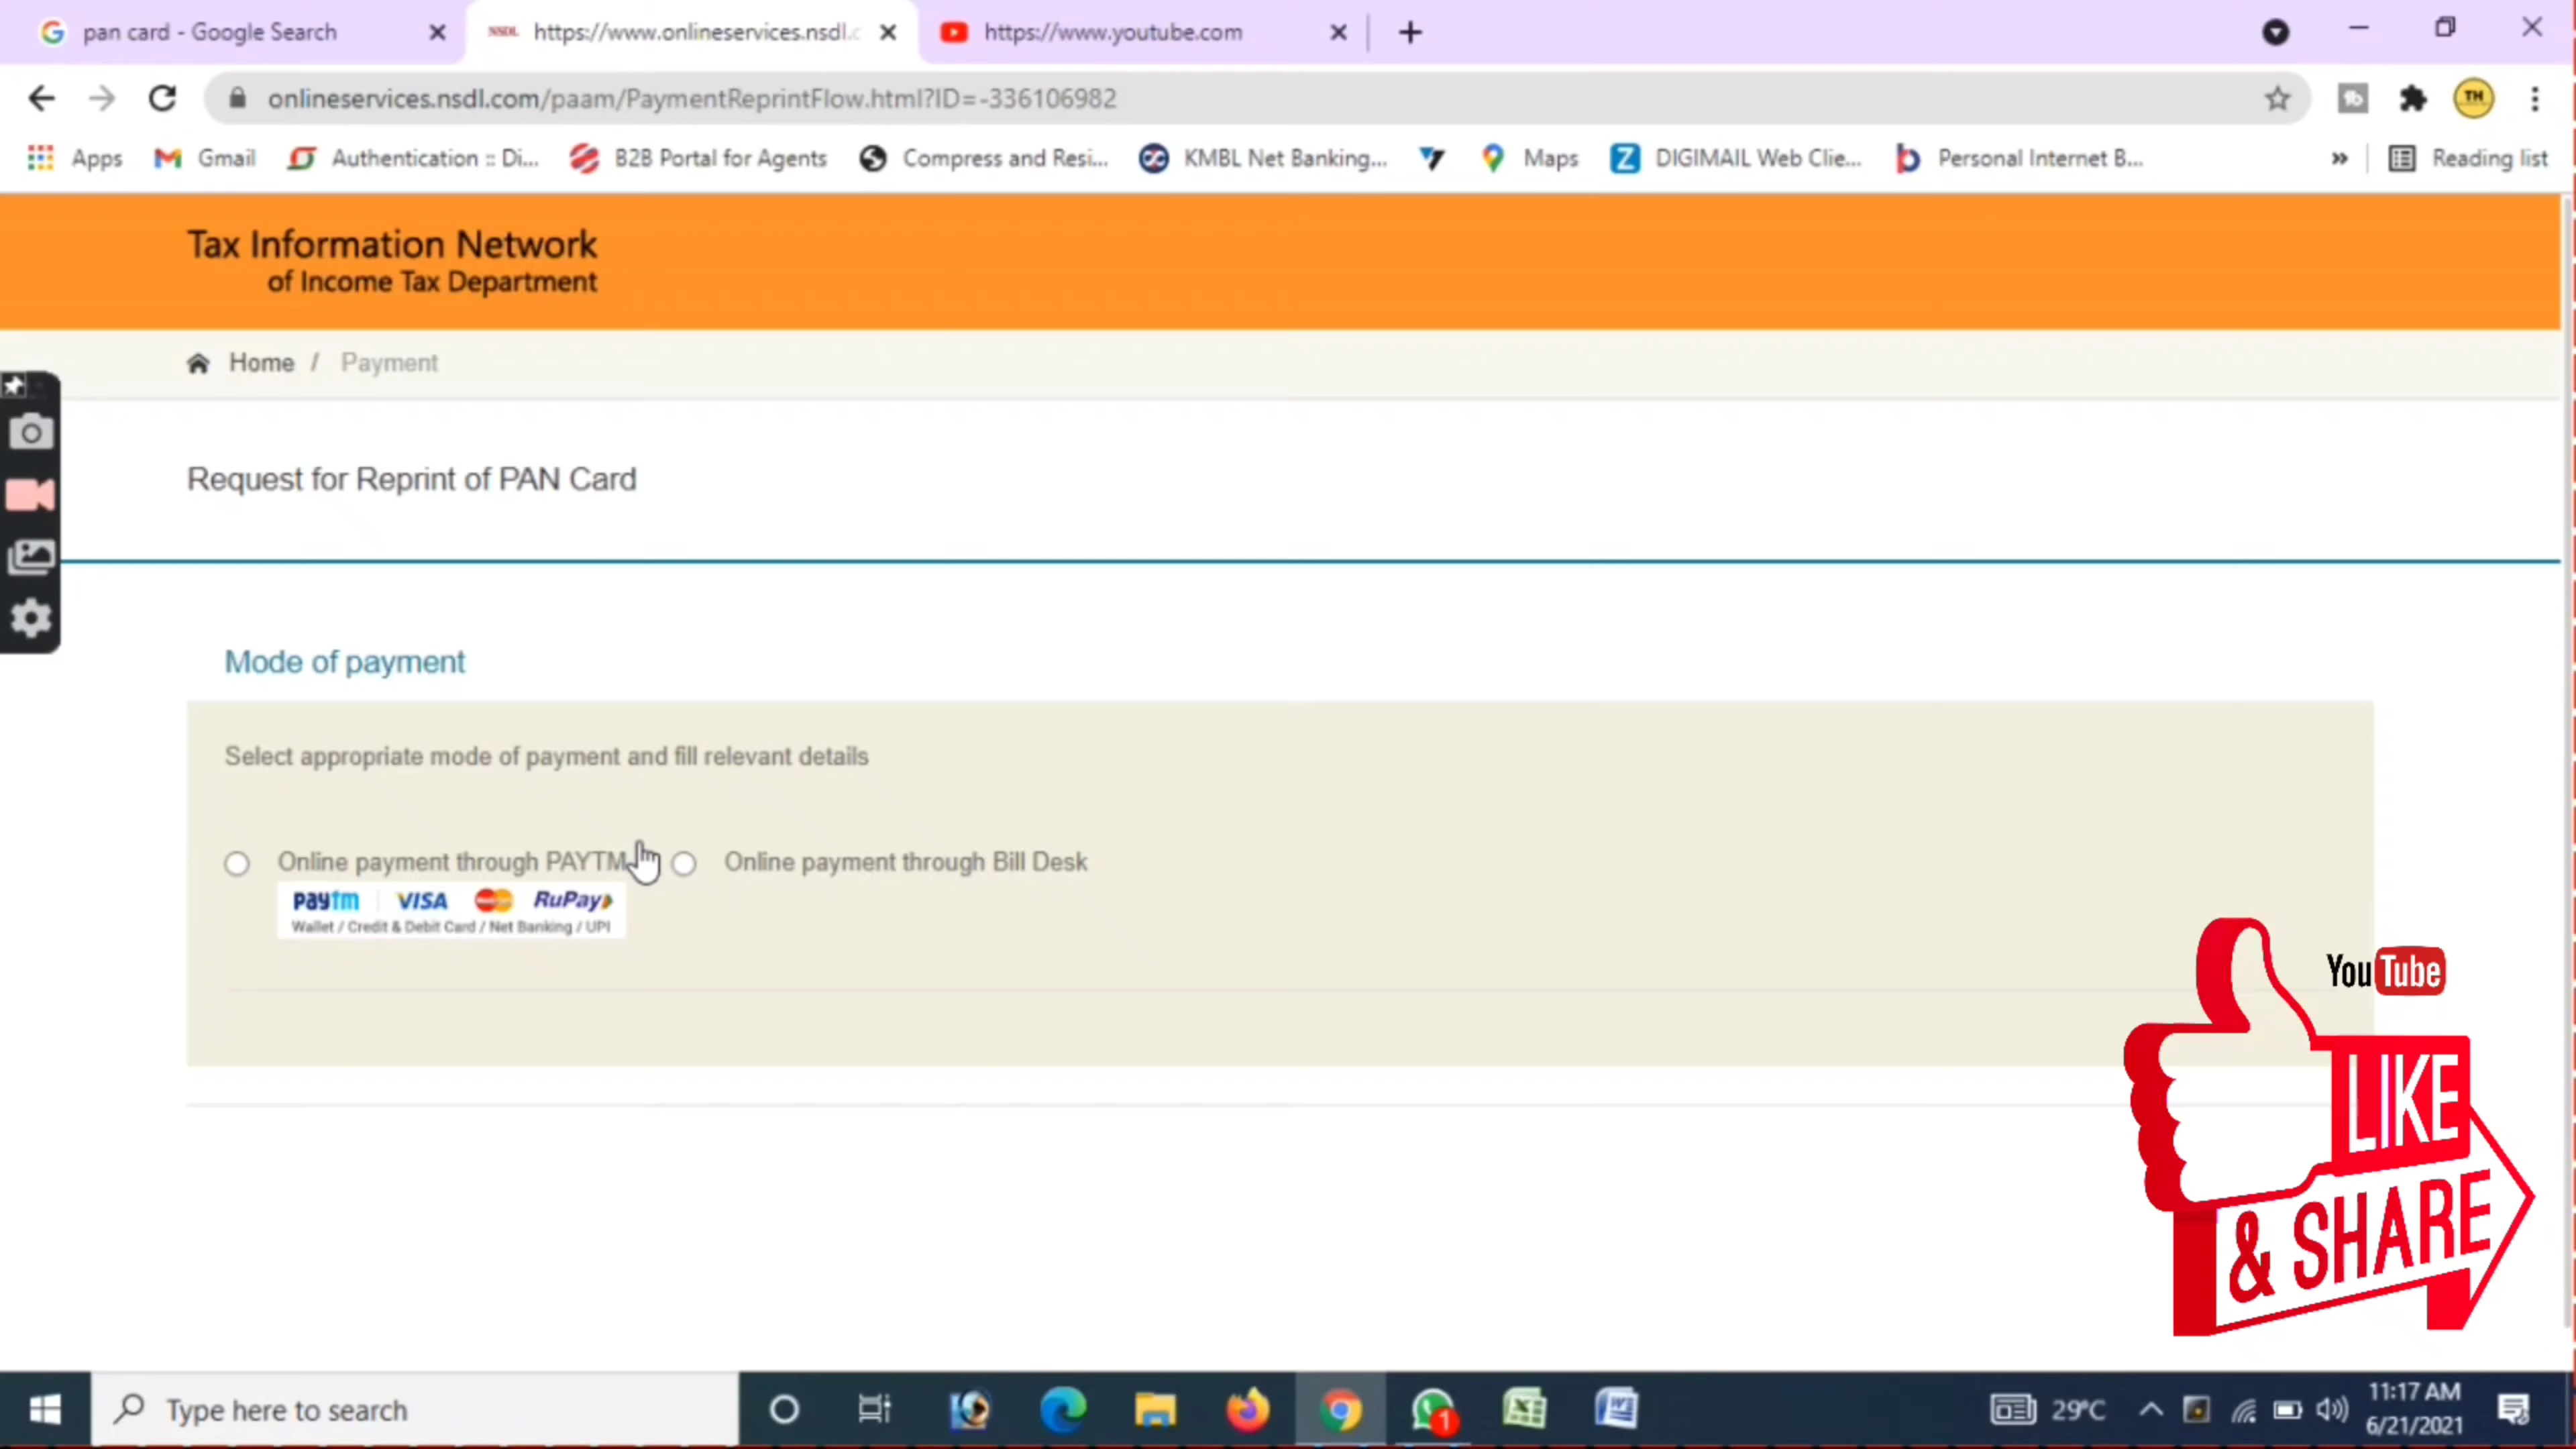 pan card - Google Search
NSDL https://www.onlineservices.nsdl.c
https://www.youtube.com
onlineservices.nsdl.com/paam/PaymentReprintFlow.html?ID=-336106982
TH
Apps
Gmail
Authentication :: Di...
B2B Portal for Agents
Compress and Resi...
KMBL Net Banking...
Maps
DIGIMAIL Web Clie...
Personal Internet B...
»
Reading list
Tax Information Network
of Income Tax Department
Home / Payment
Request for Reprint of PAN Card
Mode of payment
Select appropriate mode of payment and fill relevant details
Online payment through PAYTM
Online payment through Bill Desk
paytm VISA RuPay
Wallet / Credit & Debit Card / Net Banking / UPI
YouTube
LIKE
& SHARE
Type here to search
1
29°C
11:17 AM
6/21/2021